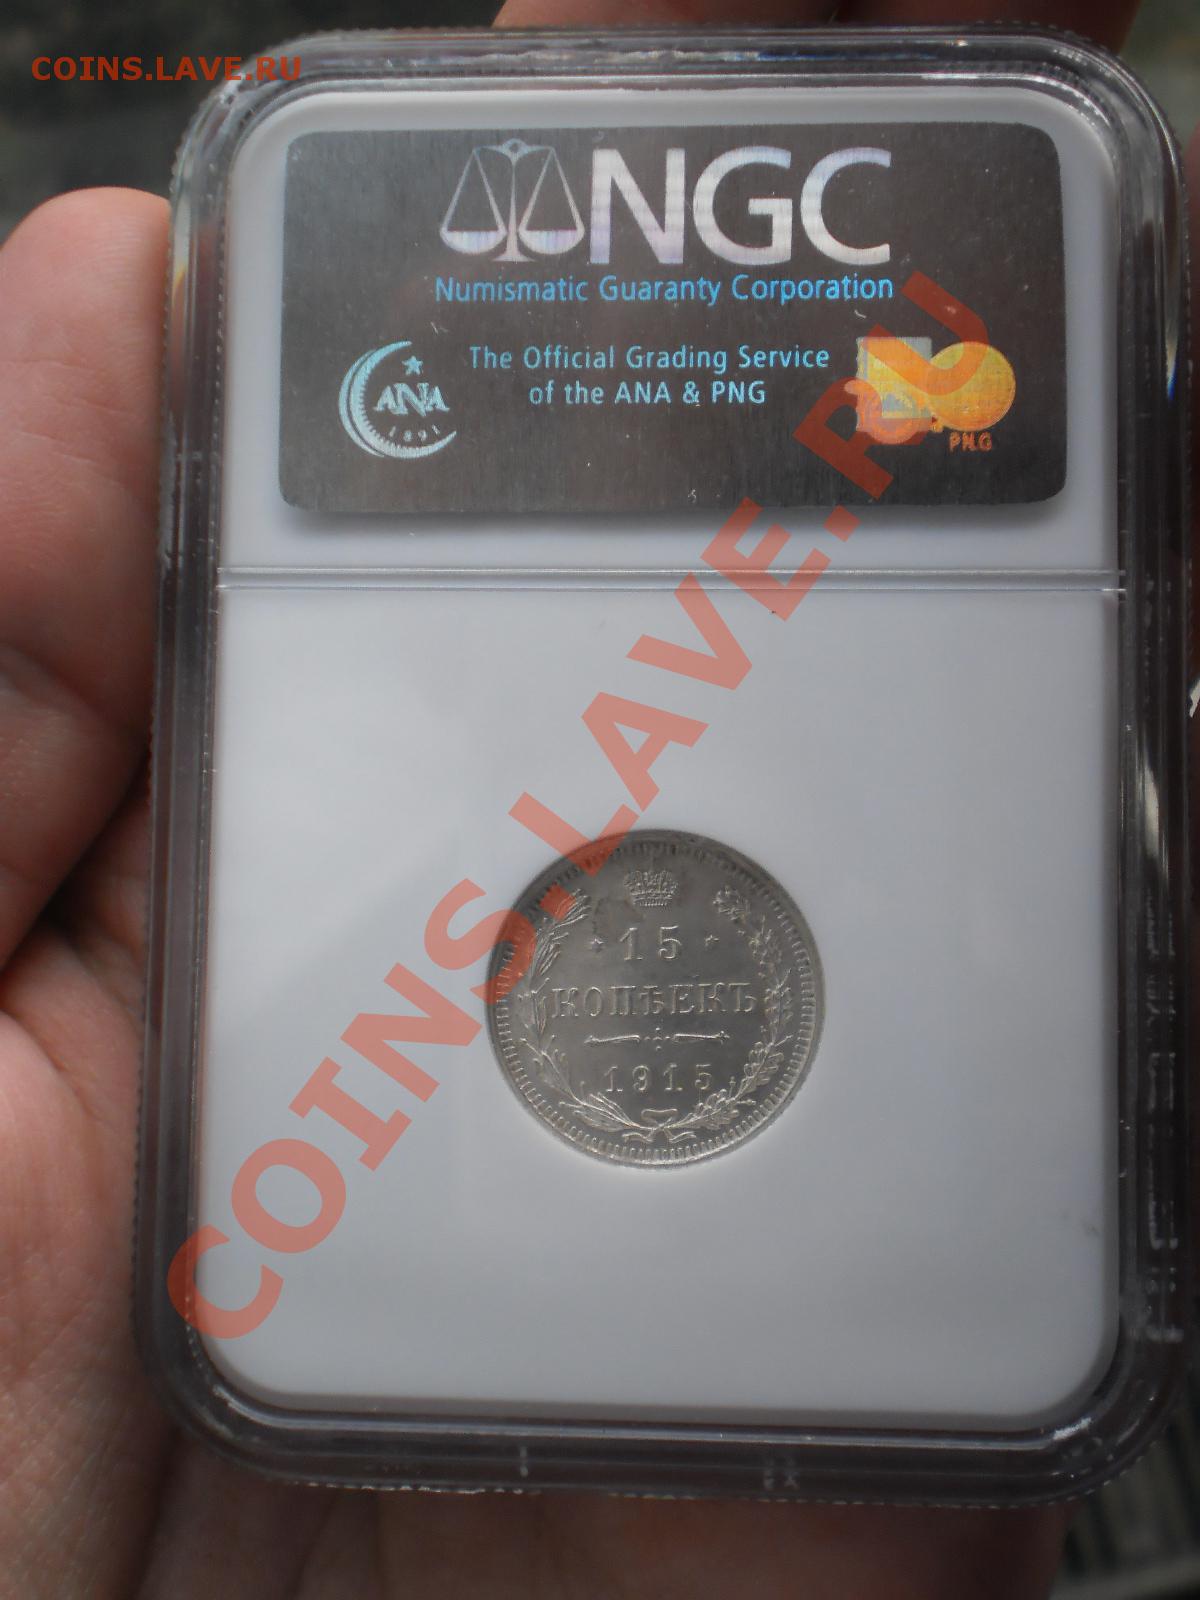 COINS.LAVE.RU
NGC
Numismatic Guaranty Corporation
The Official Grading Service
of the ANA & PNG
ANA
1891
PNG
COINS.LAVE.RU
15
КОПѢЕКЪ
1915